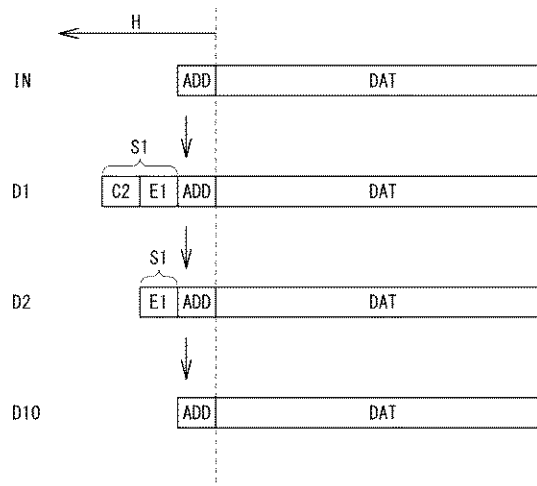 H
IN ADD DAT
S1
D1 C2 E1 ADD DAT
S1
D2 E1 ADD DAT
D10 ADD DAT